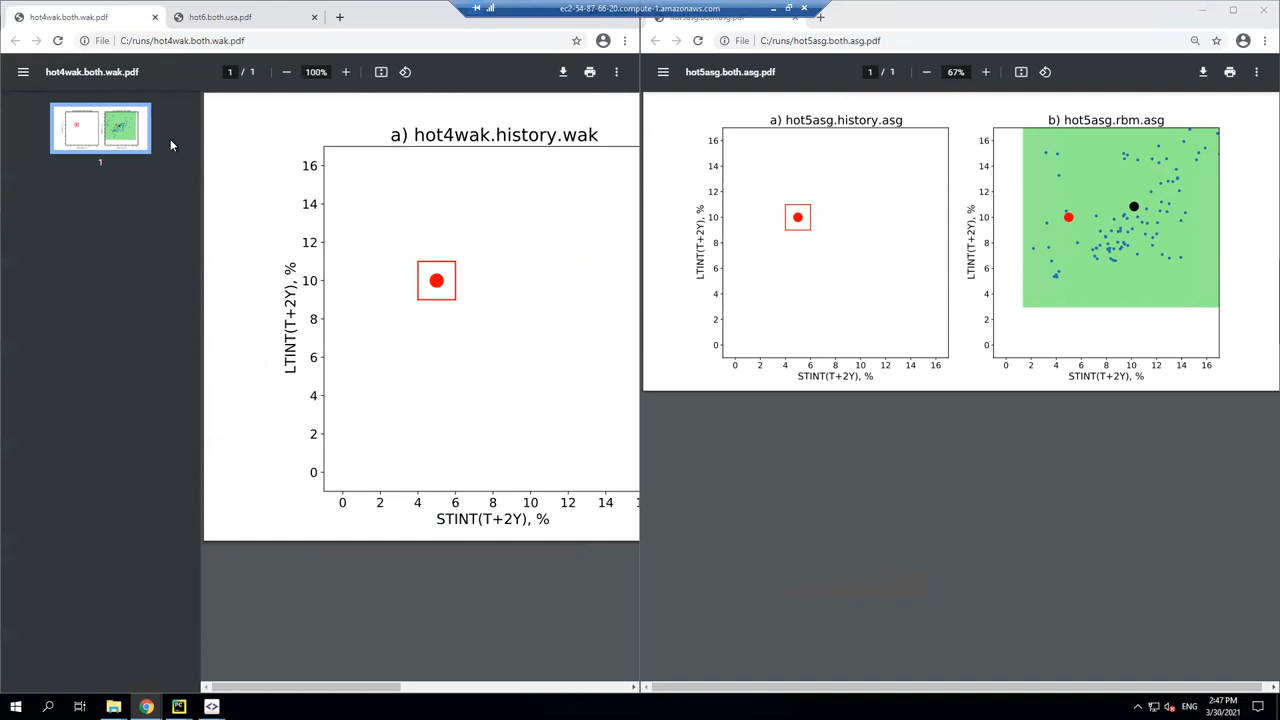 hot4wak.both.wak.pdf
hot6.both.usa.pdf
ec2-54-87-66-20.compute-1.amazonaws.com
hot5asg.both.asg.pdf
File C:/runs/hot4wak.both.wak.pdf
File C:/runs/hot5asg.both.asg.pdf
hot4wak.both.wak.pdf
1 / 1
100%
hot5asg.both.asg.pdf
1 / 1
67%
1
a) hot4wak.history.wak
16
14
12
10
8
6
4
2
0
LTINT(T+2Y), %
0 2 4 6 8 10 12 14
STINT(T+2Y), %
a) hot5asg.history.asg
16
14
12
10
8
6
4
2
0
LTINT(T+2Y), %
0 2 4 6 8 10 12 14 16
STINT(T+2Y), %
b) hot5asg.rbm.asg
16
14
12
10
8
6
4
2
0
LTINT(T+2Y), %
0 2 4 6 8 10 12 14 16
STINT(T+2Y), %
PC
ENG
2:47 PM
3/30/2021